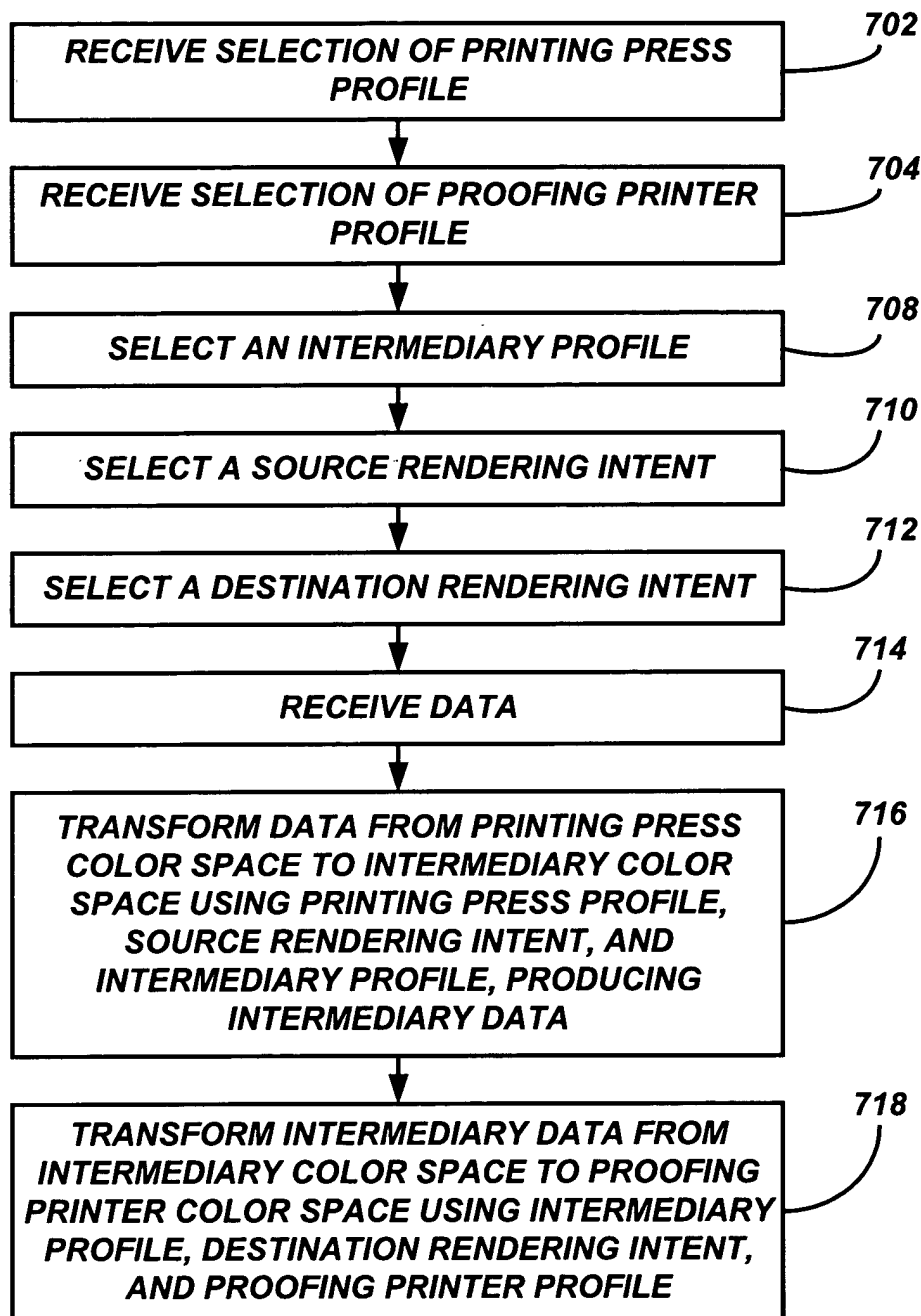 702
RECEIVE SELECTION OF PRINTING PRESS
PROFILE
704
RECEIVE SELECTION OF PROOFING PRINTER
PROFILE
708
SELECT AN INTERMEDIARY PROFILE
710
SELECT A SOURCE RENDERING INTENT
712
SELECT A DESTINATION RENDERING INTENT
714
RECEIVE DATA
716
TRANSFORM DATA FROM PRINTING PRESS
COLOR SPACE TO INTERMEDIARY COLOR
SPACE USING PRINTING PRESS PROFILE,
SOURCE RENDERING INTENT, AND
INTERMEDIARY PROFILE, PRODUCING
INTERMEDIARY DATA
718
TRANSFORM INTERMEDIARY DATA FROM
INTERMEDIARY COLOR SPACE TO PROOFING
PRINTER COLOR SPACE USING INTERMEDIARY
PROFILE, DESTINATION RENDERING INTENT,
AND PROOFING PRINTER PROFILE